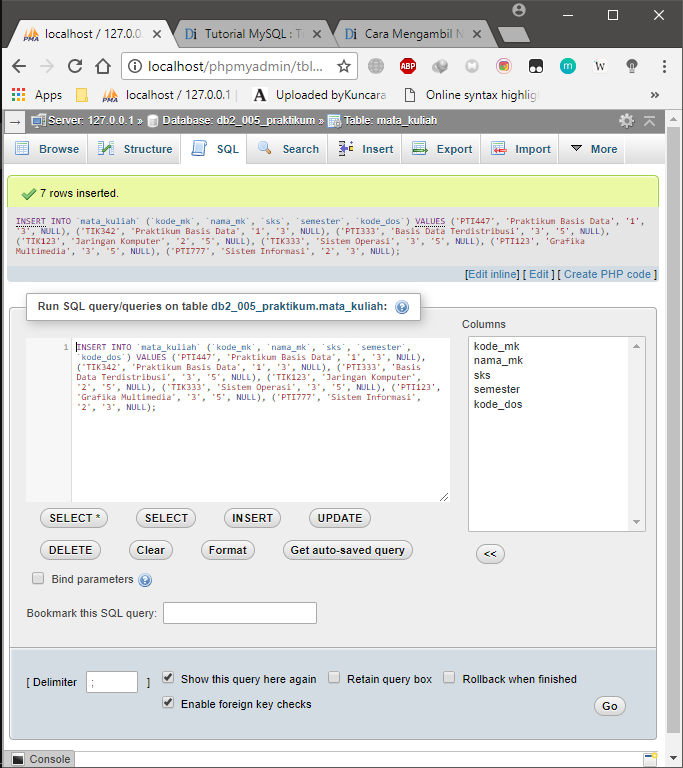 localhost / 127.0.0.
Tutorial MySQL : T
Cara Mengambil N
localhost/phpmyadmin/tbl...
ABP
m
W
Apps
localhost / 127.0.0.1
A Uploaded byKuncara
Online syntax highlig
»
Server: 127.0.0.1 » Database: db2_005_praktikum » Table: mata_kuliah
Browse Structure SQL Search Insert Export Import More
7 rows inserted.
INSERT INTO `mata_kuliah` (`kode_mk`, `nama_mk`, `sks`, `semester`, `kode_dos`) VALUES ('PTI447', 'Praktikum Basis Data', '1',
'3', NULL), ('TIK342', 'Praktikum Basis Data', '1', '3', NULL), ('PTI333', 'Basis Data Terdistribusi', '3', '5', NULL),
('TIK123', 'Jaringan Komputer', '2', '5', NULL), ('TIK333', 'Sistem Operasi', '3', '5', NULL), ('PTI123', 'Grafika
Multimedia', '3', '5', NULL), ('PTI777', 'Sistem Informasi', '2', '3', NULL);
[Edit inline] [ Edit ] [ Create PHP code ]
Run SQL query/queries on table db2_005_praktikum.mata_kuliah:
Columns
1 INSERT INTO `mata_kuliah` (`kode_mk`, `nama_mk`, `sks`, `semester`,
`kode_dos`) VALUES ('PTI447', 'Praktikum Basis Data', '1', '3', NULL),
('TIK342', 'Praktikum Basis Data', '1', '3', NULL), ('PTI333', 'Basis
Data Terdistribusi', '3', '5', NULL), ('TIK123', 'Jaringan Komputer',
'2', '5', NULL), ('TIK333', 'Sistem Operasi', '3', '5', NULL), ('PTI123',
'Grafika Multimedia', '3', '5', NULL), ('PTI777', 'Sistem Informasi',
'2', '3', NULL);
kode_mk
nama_mk
sks
semester
kode_dos
SELECT * SELECT INSERT UPDATE
DELETE Clear Format Get auto-saved query
<<
Bind parameters
Bookmark this SQL query:
[ Delimiter ; ] Show this query here again Retain query box Rollback when finished
Enable foreign key checks
Go
Console